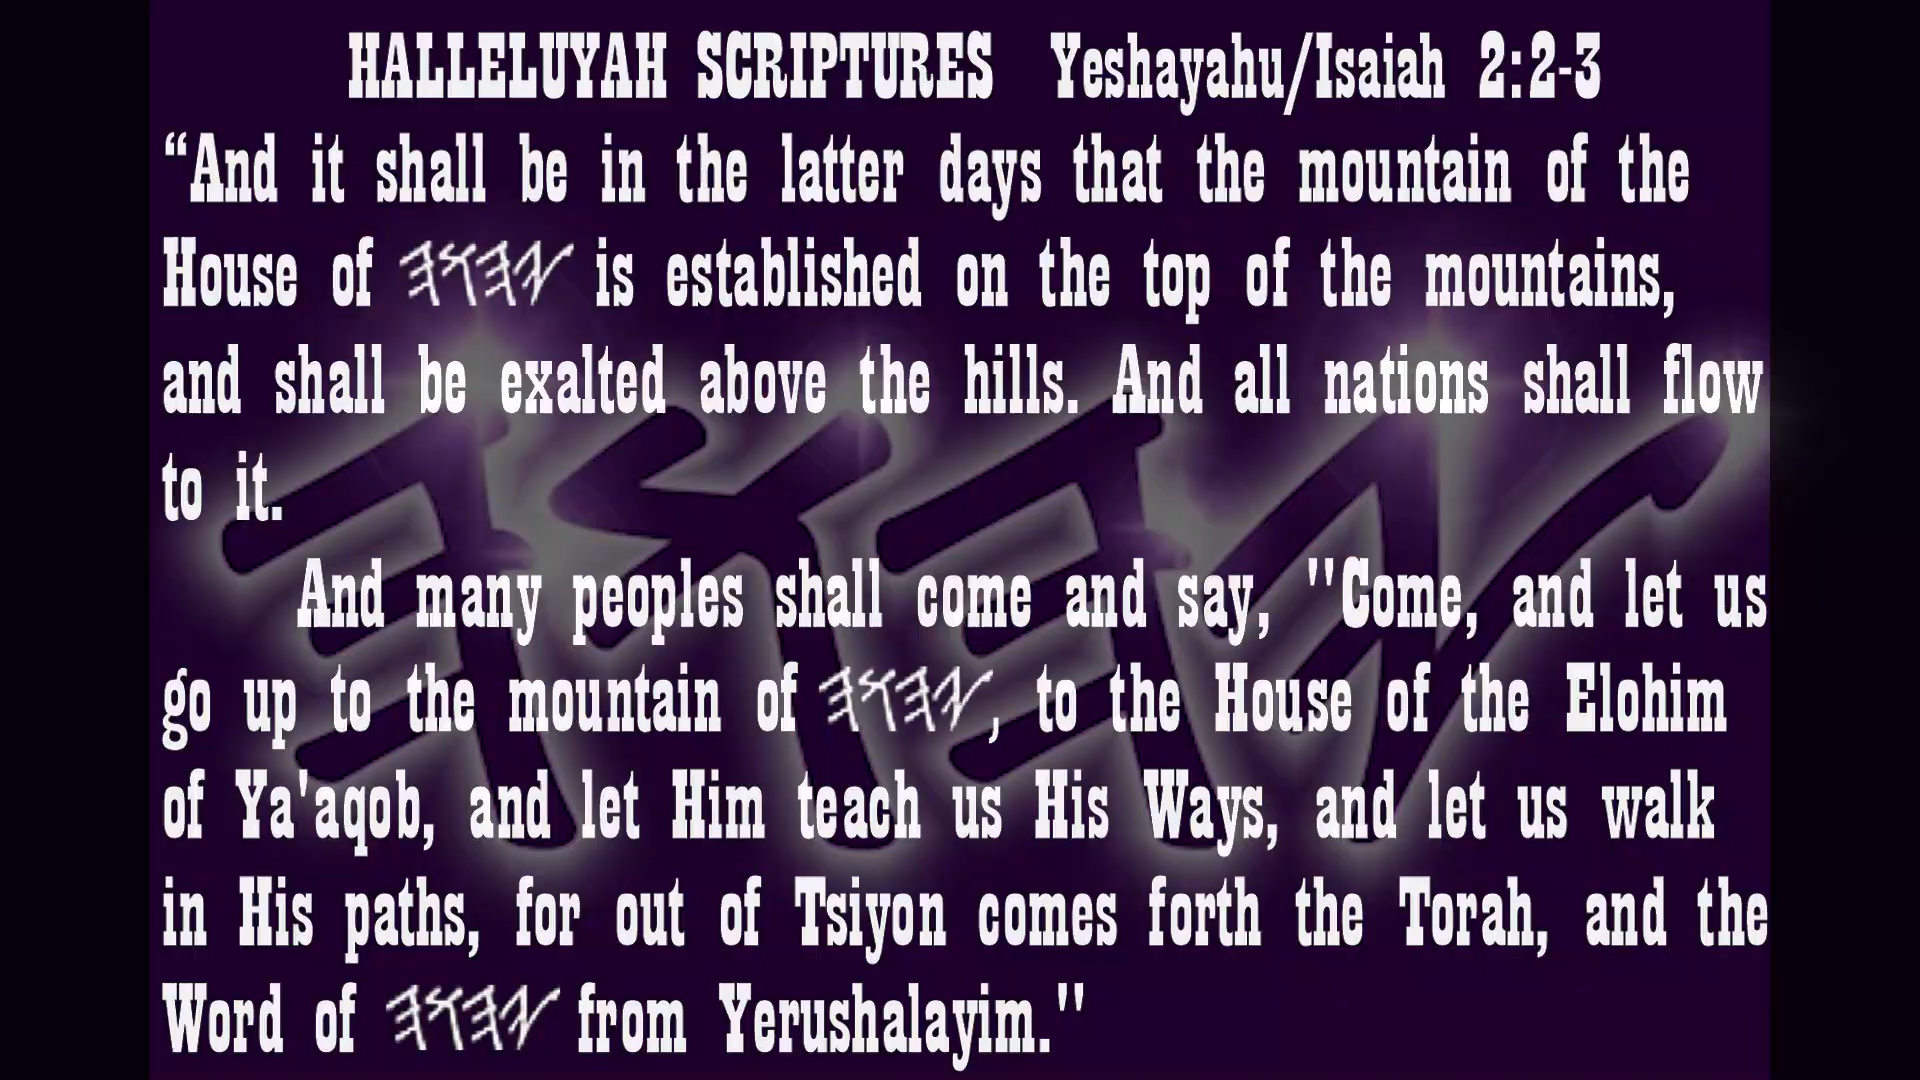 HALLELUYAH SCRIPTURES Yeshayahu/Isaiah 2:2-3
“And it shall be in the latter days that the mountain of the
House of 𐤉𐤄𐤅𐤄 is established on the top of the mountains,
and shall be exalted above the hills. And all nations shall flow
to it.
And many peoples shall come and say, "Come, and let us
go up to the mountain of 𐤉𐤄𐤅𐤄, to the House of the Elohim
of Ya'aqob, and let Him teach us His Ways, and let us walk
in His paths, for out of Tsiyon comes forth the Torah, and the
Word of 𐤉𐤄𐤅𐤄 from Yerushalayim."
𐤉𐤄𐤅𐤄